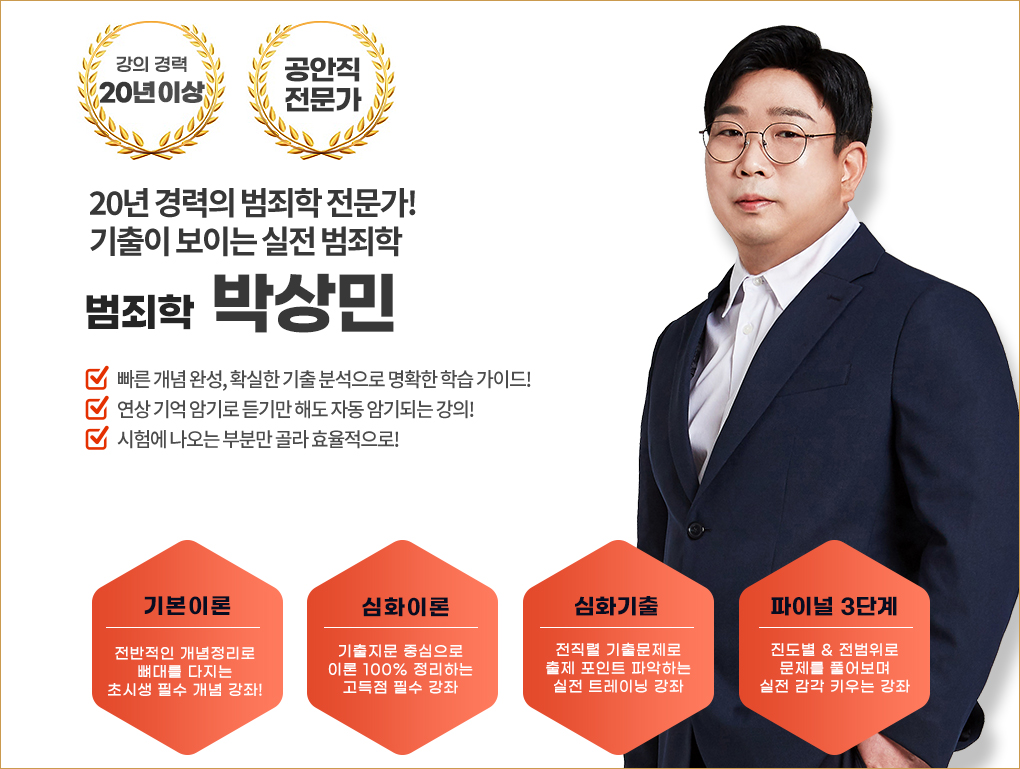 강의 경력
20년 이상
공안직
전문가
20년 경력의 범죄학 전문가!
기출이 보이는 실전 범죄학
범죄학 박상민
빠른 개념 완성, 확실한 기출 분석으로 명확한 학습 가이드!
연상 기억 암기로 듣기만 해도 자동 암기되는 강의!
시험에 나오는 부분만 골라 효율적으로!
기본이론
전반적인 개념정리로
뼈대를 다지는
초시생 필수 개념 강좌!
심화이론
기출지문 중심으로
이론 100% 정리하는
고득점 필수 강좌
심화기출
전직렬 기출문제로
출제 포인트 파악하는
실전 트레이닝 강좌
파이널 3단계
진도별 & 전범위로
문제를 풀어보며
실전 감각 키우는 강좌